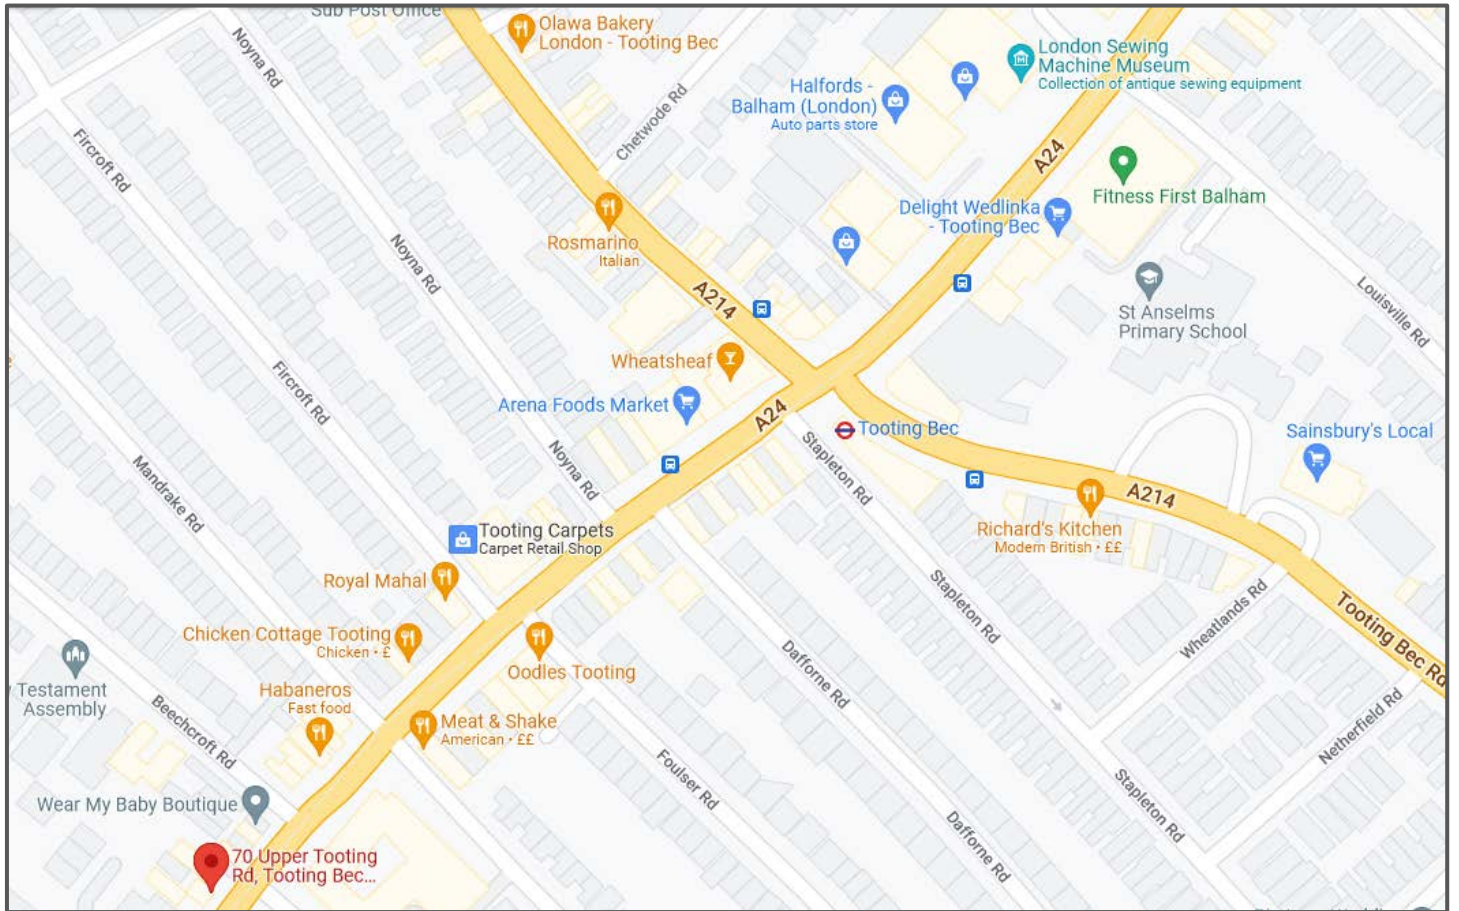 Sub Post Office
Olawa Bakery
London - Tooting Bec
London Sewing
Machine Museum
Collection of antique sewing equipment
Halfords -
Balham (London)
Auto parts store
Noyna Rd
Chetwode Rd
Fircroft Rd
A24
Fitness First Balham
Delight Wedlinka
- Tooting Bec
Rosmarino
Italian
Noyna Rd
A214
Louisville Rd
St Anselms
Primary School
Wheatsheaf
Fircroft Rd
Arena Foods Market
A24
Tooting Bec
Sainsbury's Local
Stapleton Rd
Noyna Rd
Mandrake Rd
A214
Richard's Kitchen
Modern British • ££
Tooting Carpets
Carpet Retail Shop
Royal Mahal
Stapleton Rd
Wheatlands Rd
Tooting Bec Rd
Chicken Cottage Tooting
Chicken • £
Oodles Tooting
Dafforne Rd
Testament
Assembly
Habaneros
Fast food
Beechcroft Rd
Meat & Shake
American • ££
Netherfield Rd
Foulser Rd
Stapleton Rd
Wear My Baby Boutique
Dafforne Rd
70 Upper Tooting
Rd, Tooting Bec...